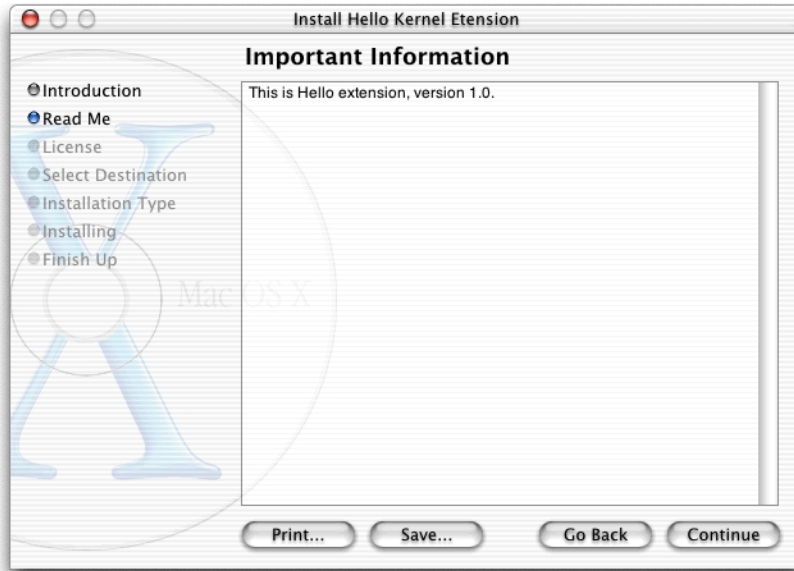 Install Hello Kernel Etension
Important Information
Introduction
Read Me
License
Select Destination
Installation Type
Installing
Finish Up
Mac OS X
This is Hello extension, version 1.0.
Print...
Save...
Go Back
Continue